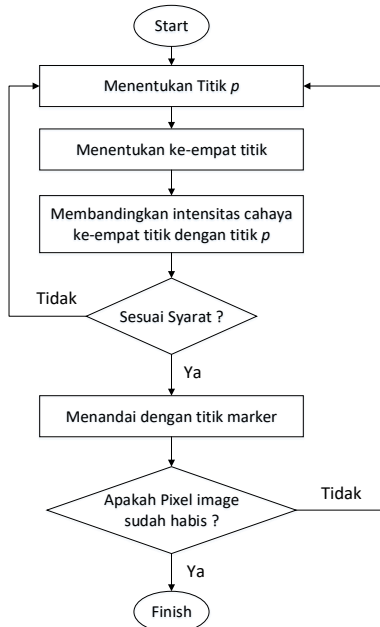 Start
Menentukan Titik p
Menentukan ke-empat titik
Membandingkan intensitas cahaya
ke-empat titik dengan titik p
Tidak
Sesuai Syarat ?
Ya
Menandai dengan titik marker
Apakah Pixel image
sudah habis ?
Tidak
Ya
Finish